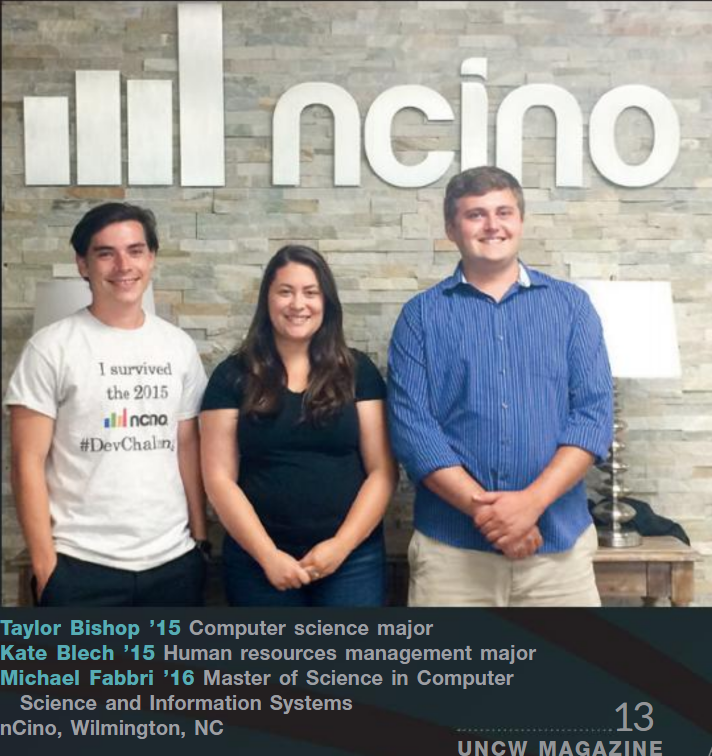 ncino
I survived
the 2015
ncino
Taylor Bishop ’15 Computer science major
Kate Blech ’15 Human resources management major
Michael Fabbri ’16 Master of Science in Computer
Science and Information Systems
nCino, Wilmington, NC
13
UNCW MAGAZINE